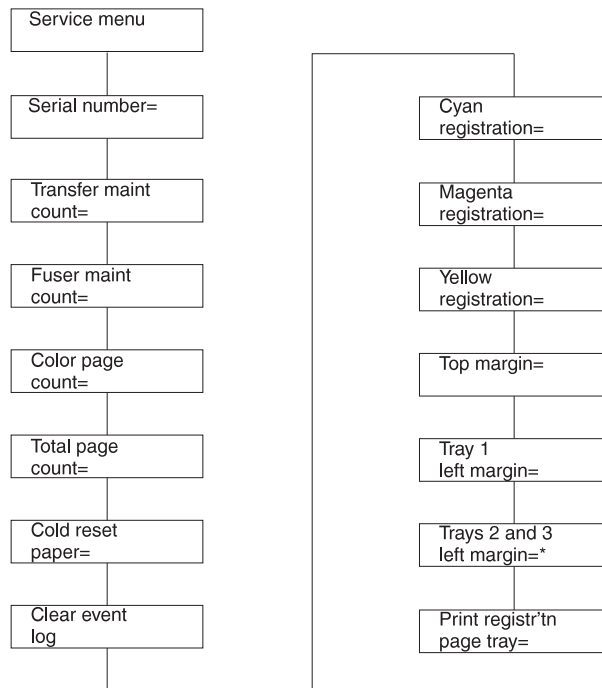 Service menu
Serial number=
Transfer maint
count=
Fuser maint
count=
Color page
count=
Total page
count=
Cold reset
paper=
Clear event
log
Cyan
registration=
Magenta
registration=
Yellow
registration=
Top margin=
Tray 1
left margin=
Trays 2 and 3
left margin=*
Print registr'tn
page tray=